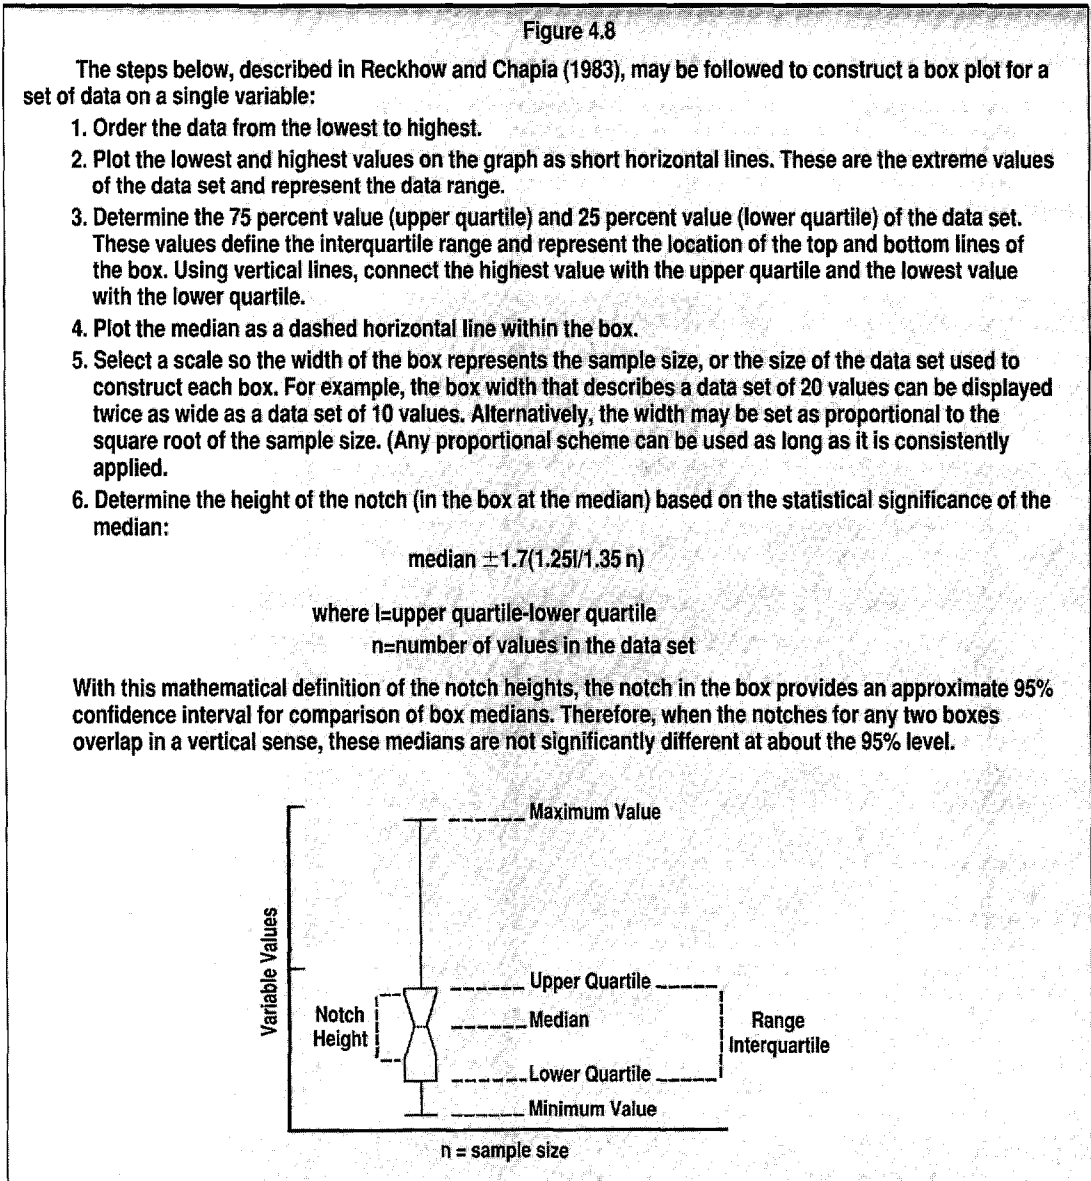 Figure 4.8
The steps below, described in Reckhow and Chapla (1983), may be followed to construct a box plot for a
set of data on a single variable:
1. Order the data from the lowest to highest.
2. Plot the lowest and highest values on the graph as short horizontal lines. These are the extreme values
of the data set and represent the data range.
3. Determine the 75 percent value (upper quartile) and 25 percent value (lower quartile) of the data set.
These values define the interquartile range and represent the location of the top and bottom lines of
the box. Using vertical lines, connect the highest value with the upper quartile and the lowest value
with the lower quartile.
4. Plot the median as a dashed horizontal line within the box.
5. Select a scale so the width of the box represents the sample size, or the size of the data set used to
construct each box. For example, the box width that describes a data set of 20 values can be displayed
twice as wide as a data set of 10 values. Alternatively, the width may be set as proportional to the
square root of the sample size. (Any proportional scheme can be used as long as it is consistently
applied.
6. Determine the height of the notch (in the box at the median) based on the statistical significance of the
median:
median ±1.7(1.25I/1.35 n)
where I=upper quartile-lower quartile
n=number of values in the data set
With this mathematical definition of the notch heights, the notch in the box provides an approximate 95%
confidence interval for comparison of box medians. Therefore, when the notches for any two boxes
overlap in a vertical sense, these medians are not significantly different at about the 95% level.
Maximum Value
Variable Values
Upper Quartile
Notch
Height
Median
Range
Interquartile
Lower Quartile
Minimum Value
n = sample size